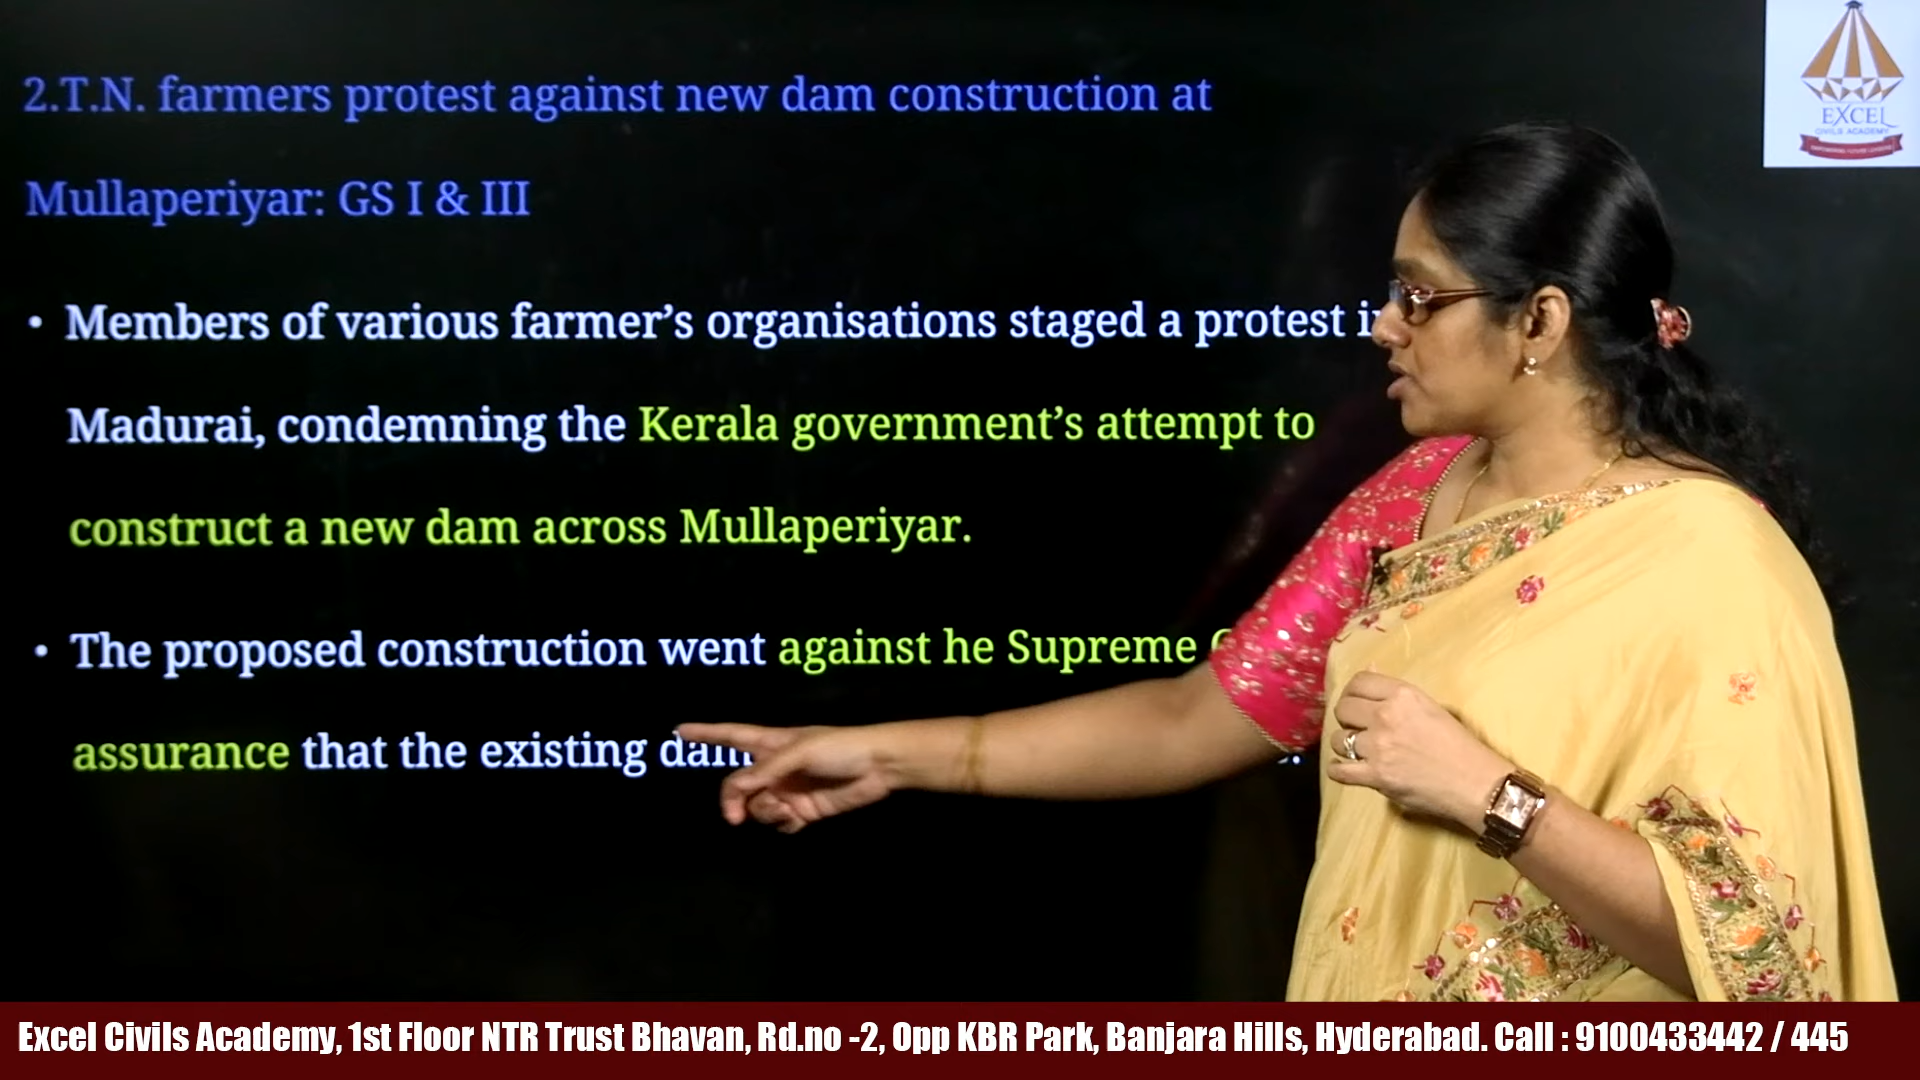 2.T.N. farmers protest against new dam construction at
Mullaperiyar: GS I & III
• Members of various farmer’s organisations staged a protest
Madurai, condemning the Kerala government’s attempt to
construct a new dam across Mullaperiyar.
• The proposed construction went against he Supreme
assurance that the existing dam
EXCEL
CIVILS ACADEMY
Excel Civils Academy, 1st Floor NTR Trust Bhavan, Rd.no -2, Opp KBR Park, Banjara Hills, Hyderabad. Call : 9100433442 / 445